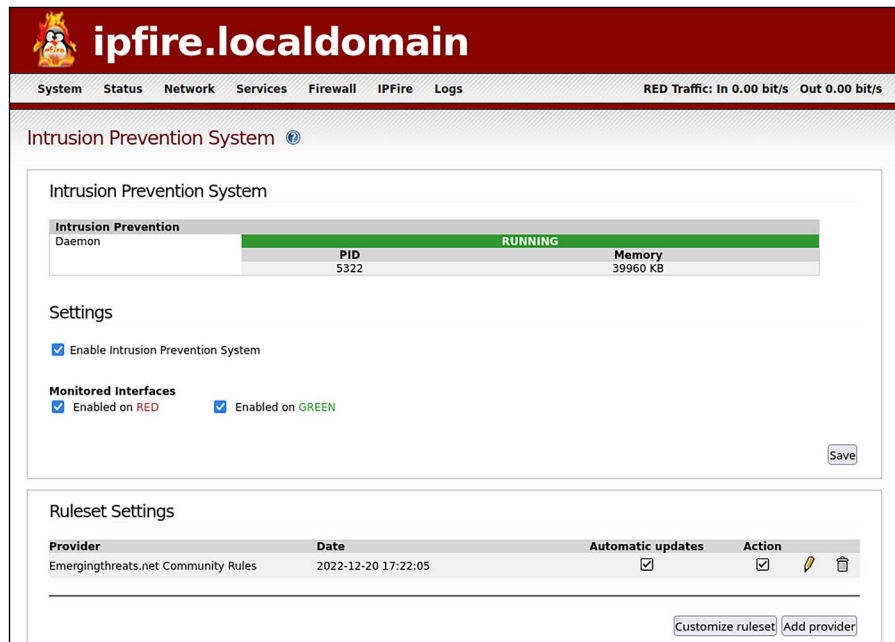 ipfire.localdomain
System Status Network Services Firewall IPFire Logs RED Traffic: In 0.00 bit/s Out 0.00 bit/s
Intrusion Prevention System
Intrusion Prevention System
Intrusion Prevention
Daemon RUNNING
PID Memory
5322 39960 KB
Settings
Enable Intrusion Prevention System
Monitored Interfaces
Enabled on RED Enabled on GREEN
Save
Ruleset Settings
Provider Date Automatic updates Action
Emergingthreats.net Community Rules 2022-12-20 17:22:05
Customize ruleset Add provider